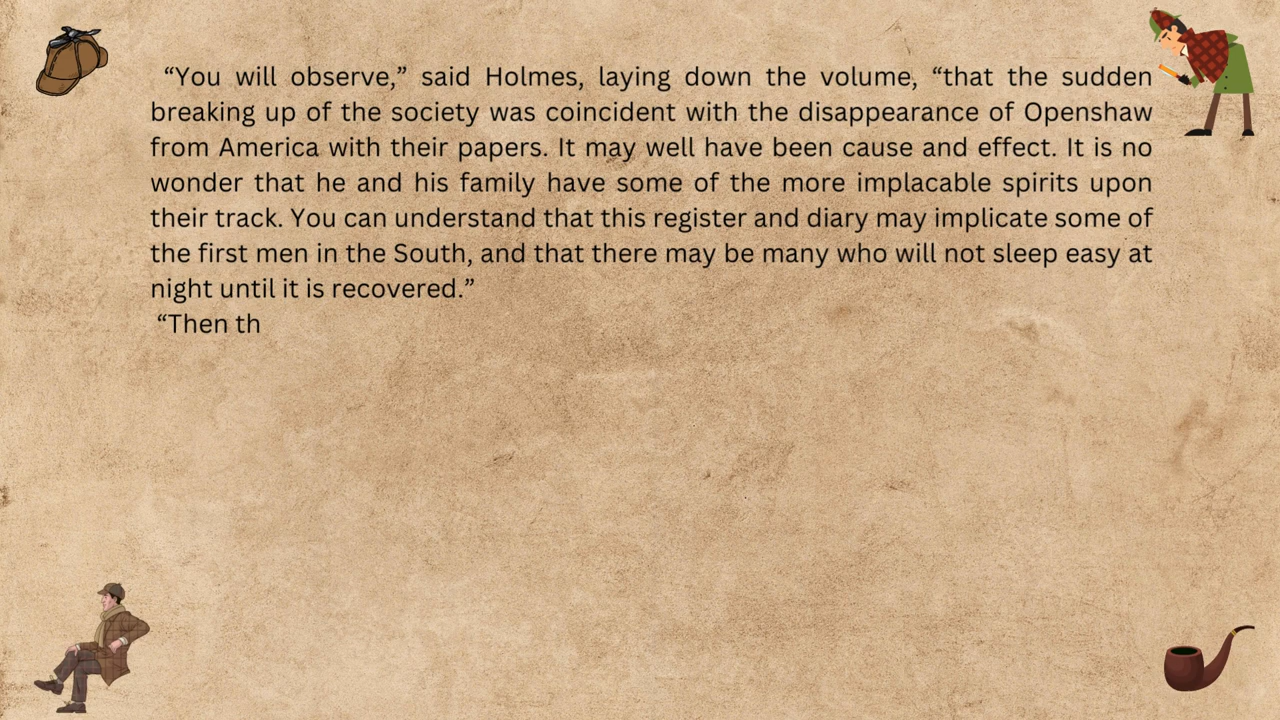 “You will observe,” said Holmes, laying down the volume, “that the sudden
breaking up of the society was coincident with the disappearance of Openshaw
from America with their papers. It may well have been cause and effect. It is no
wonder that he and his family have some of the more implacable spirits upon
their track. You can understand that this register and diary may implicate some of
the first men in the South, and that there may be many who will not sleep easy at
night until it is recovered.”
“Then th